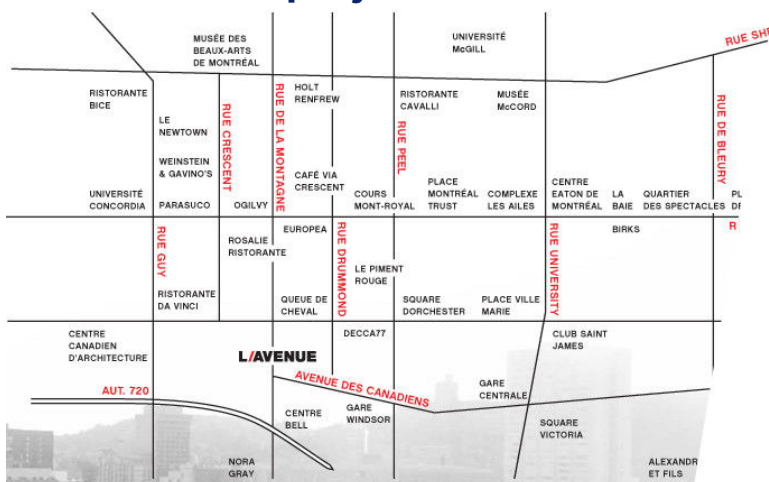 MUSÉE DES
BEAUX-ARTS
DE MONTRÉAL
UNIVERSITÉ
McGILL
RUE
RISTORANTE
BICE
LE
NEWTOWN
WEINSTEIN
& GAVINO'S
RUE CRESCENT
RUE DE LA MONTAGNE
HOLT
RENFREW
RISTORANTE
CAVALLI
MUSÉE
McCORD
RUE PEEL
RUE DE BLEURY
UNIVERSITÉ
CONCORDIA
PARASUCO
OGILVY
CAFÉ VIA
CRESCENT
COURS
MONT-ROYAL
PLACE
MONTRÉAL
TRUST
COMPLEXE
LES AILES
CENTRE
EATON DE
MONTRÉAL
LA
BAIE
QUARTIER
DES SPECTACLES
RUE GUY
ROSALIE
RISTORANTE
EUROPEA
RUE DRUMMOND
LE PIMENT
ROUGE
RUE UNIVERSITY
BIRKS
R
RISTORANTE
DA VINCI
QUEUE DE
CHEVAL
SQUARE
DORCHESTER
PLACE VILLE
MARIE
CENTRE
CANADIEN
D'ARCHITECTURE
L/AVENUE
DECCA77
CLUB SAINT
JAMES
AUT. 720
AVENUE DES CANADIENS
GARE
CENTRALE
CENTRE
BELL
GARE
WINDSOR
SQUARE
VICTORIA
NORA
GRAY
ALEXANDR
ET FILS